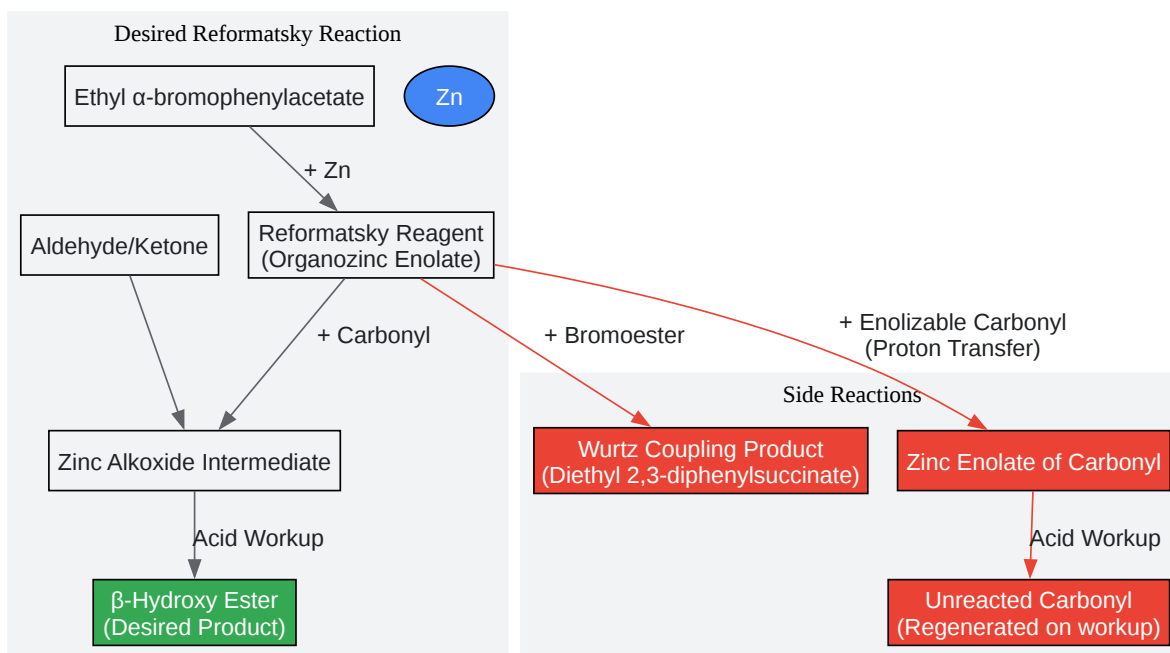 Desired Reformatsky Reaction
Ethyl α-bromophenylacetate
Zn
+ Zn
Aldehyde/Ketone
Reformatsky Reagent
(Organozinc Enolate)
+ Carbonyl
+ Bromoester
+ Enolizable Carbonyl
(Proton Transfer)
Side Reactions
Zinc Alkoxide Intermediate
Wurtz Coupling Product
(Diethyl 2,3-diphenylsuccinate)
Zinc Enolate of Carbonyl
Acid Workup
Acid Workup
β-Hydroxy Ester
(Desired Product)
Unreacted Carbonyl
(Regenerated on workup)